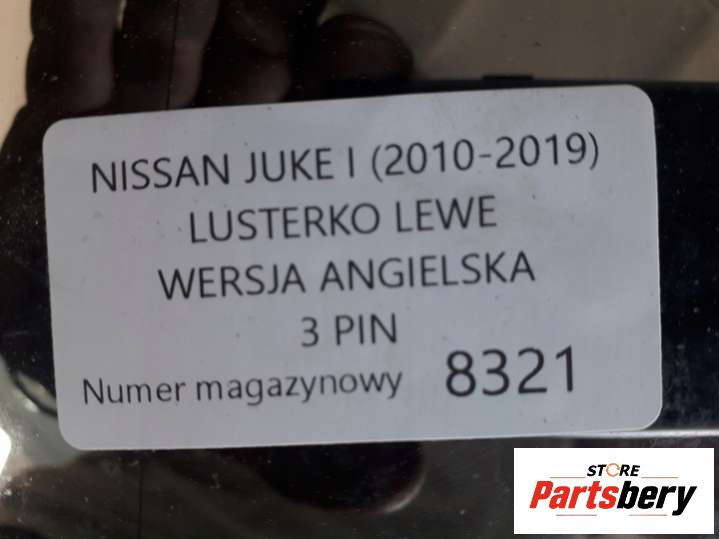 NISSAN JUKE I (2010-2019)
LUSTERKO LEWE
WERSJA ANGIELSKA
3 PIN
Numer magazynowy 8321
STORE
Partsbery